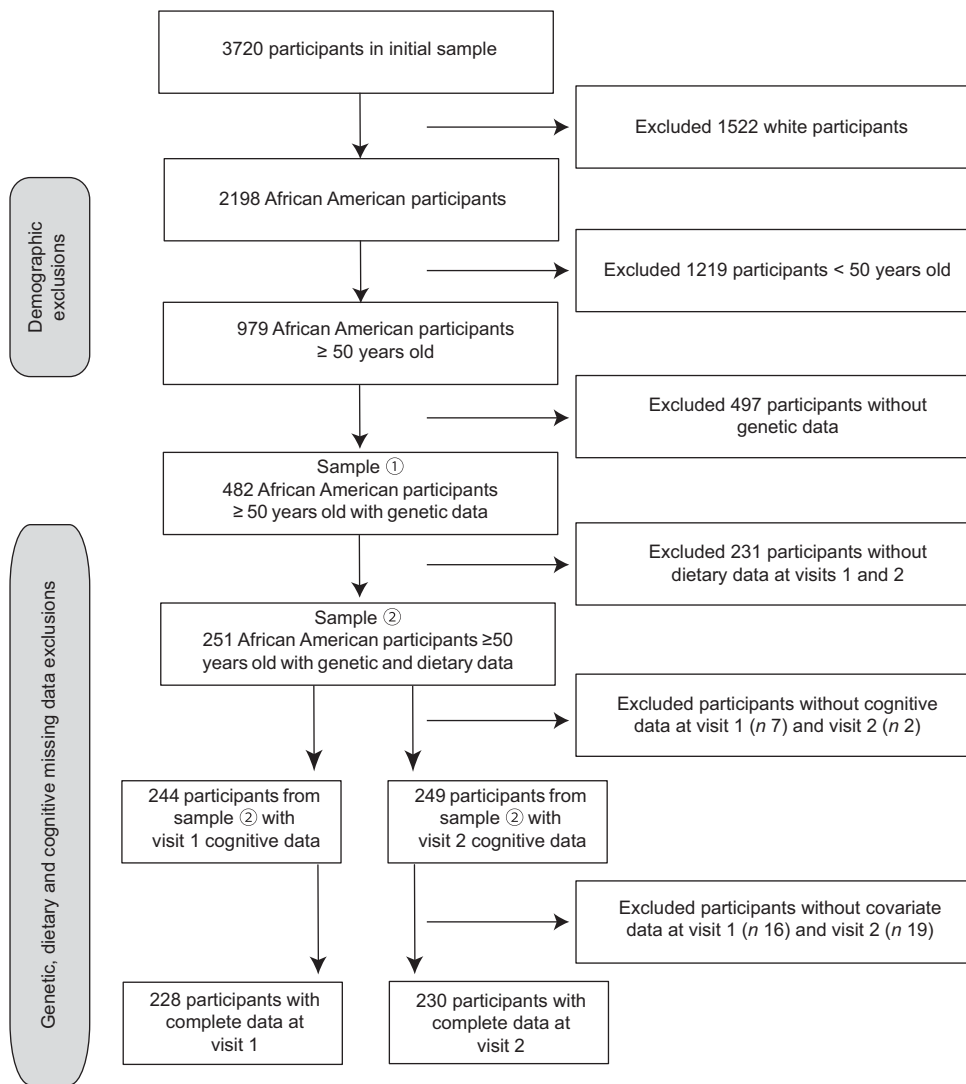 3720 participants in initial sample
Excluded 1522 white participants
2198 African American participants
Demographic
exclusions
Excluded 1219 participants < 50 years old
979 African American participants
≥ 50 years old
Excluded 497 participants without
genetic data
Sample ①
482 African American participants
≥ 50 years old with genetic data
Genetic, dietary and cognitive missing data exclusions
Excluded 231 participants without
dietary data at visits 1 and 2
Sample ②
251 African American participants ≥50
years old with genetic and dietary data
Excluded participants without cognitive
data at visit 1 (n 7) and visit 2 (n 2)
244 participants from
sample ② with
visit 1 cognitive data
249 participants from
sample ② with
visit 2 cognitive data
Excluded participants without covariate
data at visit 1 (n 16) and visit 2 (n 19)
228 participants with
complete data at
visit 1
230 participants with
complete data at
visit 2